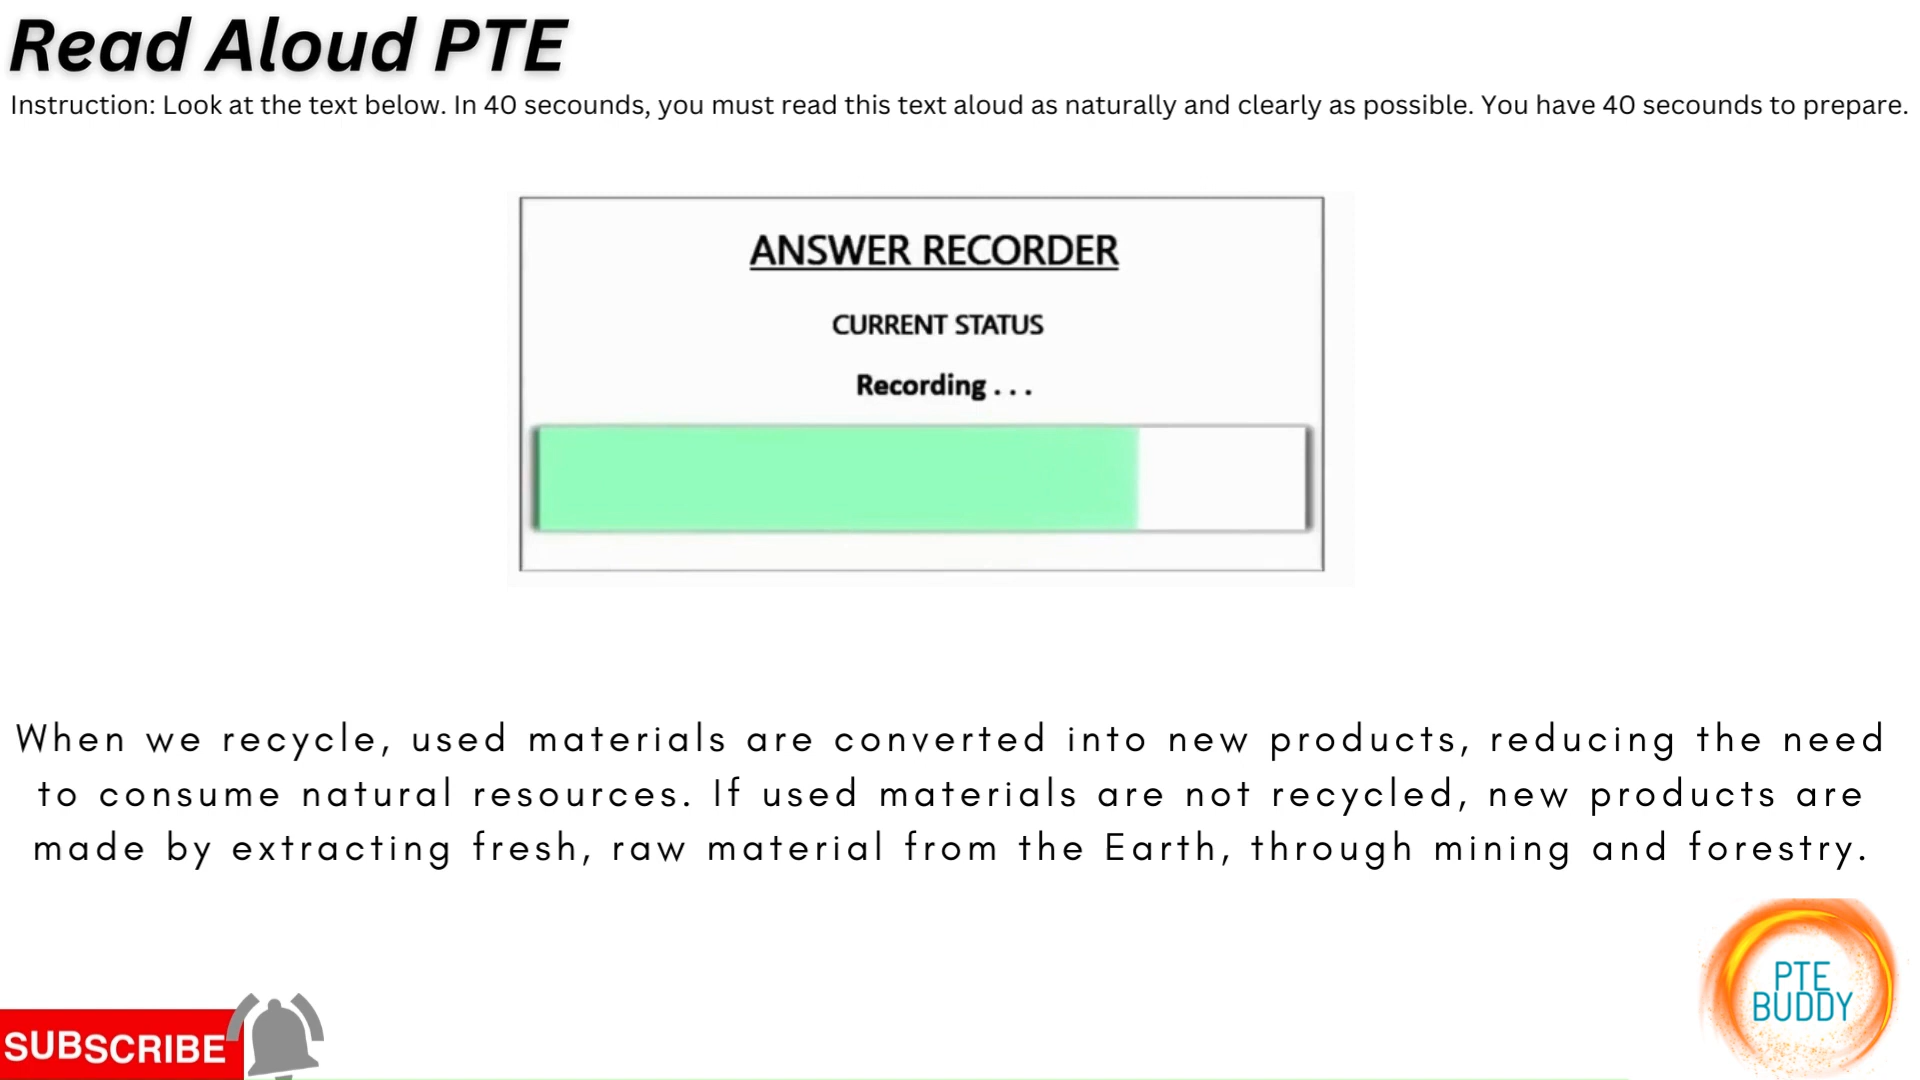 Read Aloud PTE
Instruction: Look at the text below. In 40 secounds, you must read this text aloud as naturally and clearly as possible. You have 40 secounds to prepare.
ANSWER RECORDER
CURRENT STATUS
Recording . . .
When we recycle, used materials are converted into new products, reducing the need
to consume natural resources. If used materials are not recycled, new products are
made by extracting fresh, raw material from the Earth, through mining and forestry.
PTE
BUDDY
SUBSCRIBE